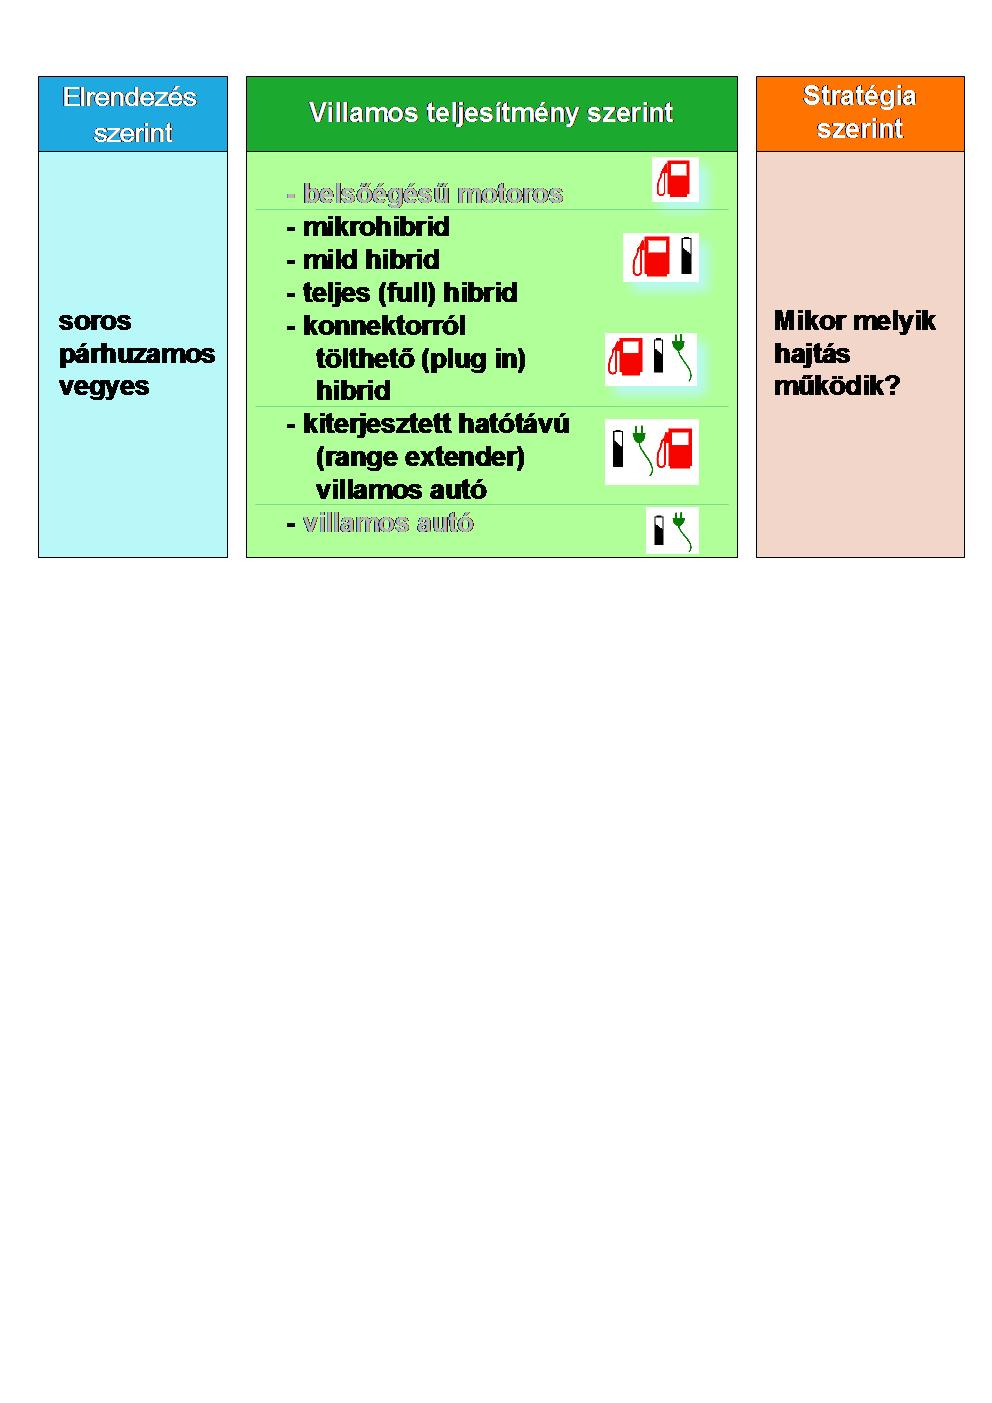 Elrendezés
szerint
soros
párhuzamos
vegyes
Villamos teljesítmény szerint
- belsőégésű motoros
- mikrohibrid
- mild hibrid
- teljes (full) hibrid
- konnektorról
tölthető (plug in)
hibrid
- kiterjesztett hatótávú
(range extender)
villamos autó
- villamos autó
Stratégia
szerint
Mikor melyik
hajtás
működik?